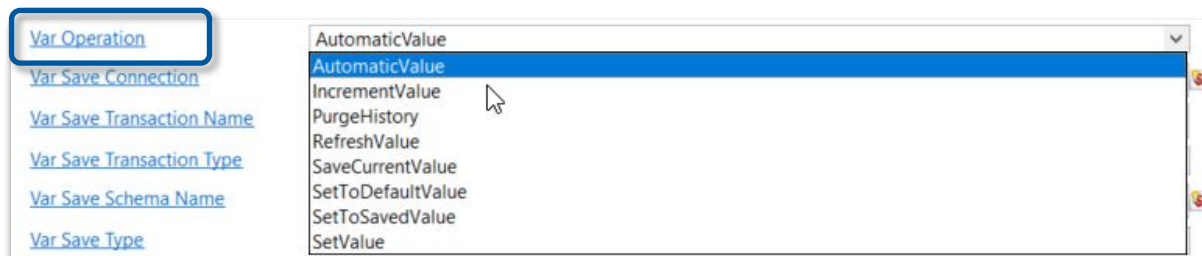 Var Operation AutomaticValue
AutomaticValue
Var Save Connection
IncrementValue
Var Save Transaction Name PurgeHistory
RefreshValue
Var Save Transaction Type
SaveCurrentValue
Var Save Schema Name SetToDefaultValue
SetToSavedValue
Var Save Type SetValue